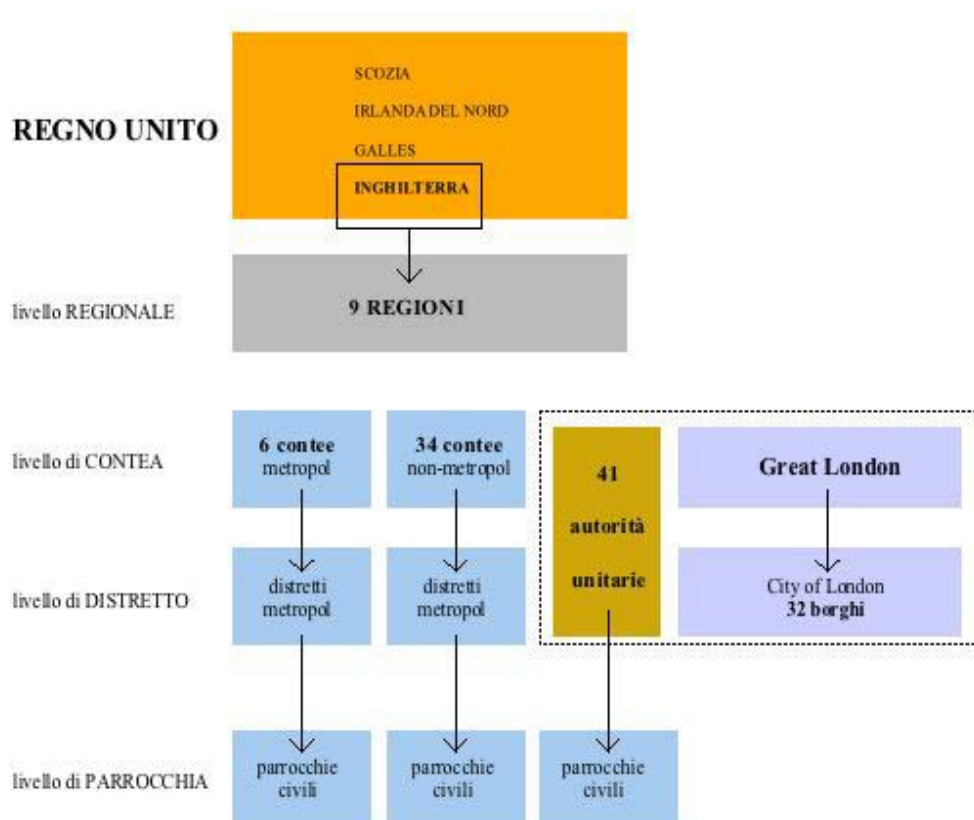 SCOZIA
IRLANDA DEL NORD
REGNO UNITO
GALLES
INGHILTERRA
livello REGIONALE
9 REGIONI
livello di CONTEA
6 contee
metropol
34 contee
non-metropol
41
autorità
unitarie
Great London
livello di DISTRETTO
distretti
metropol
distretti
metropol
City of London
32 borghi
livello di PARROCCHIA
parrocchie
civili
parrocchie
civili
parrocchie
civili